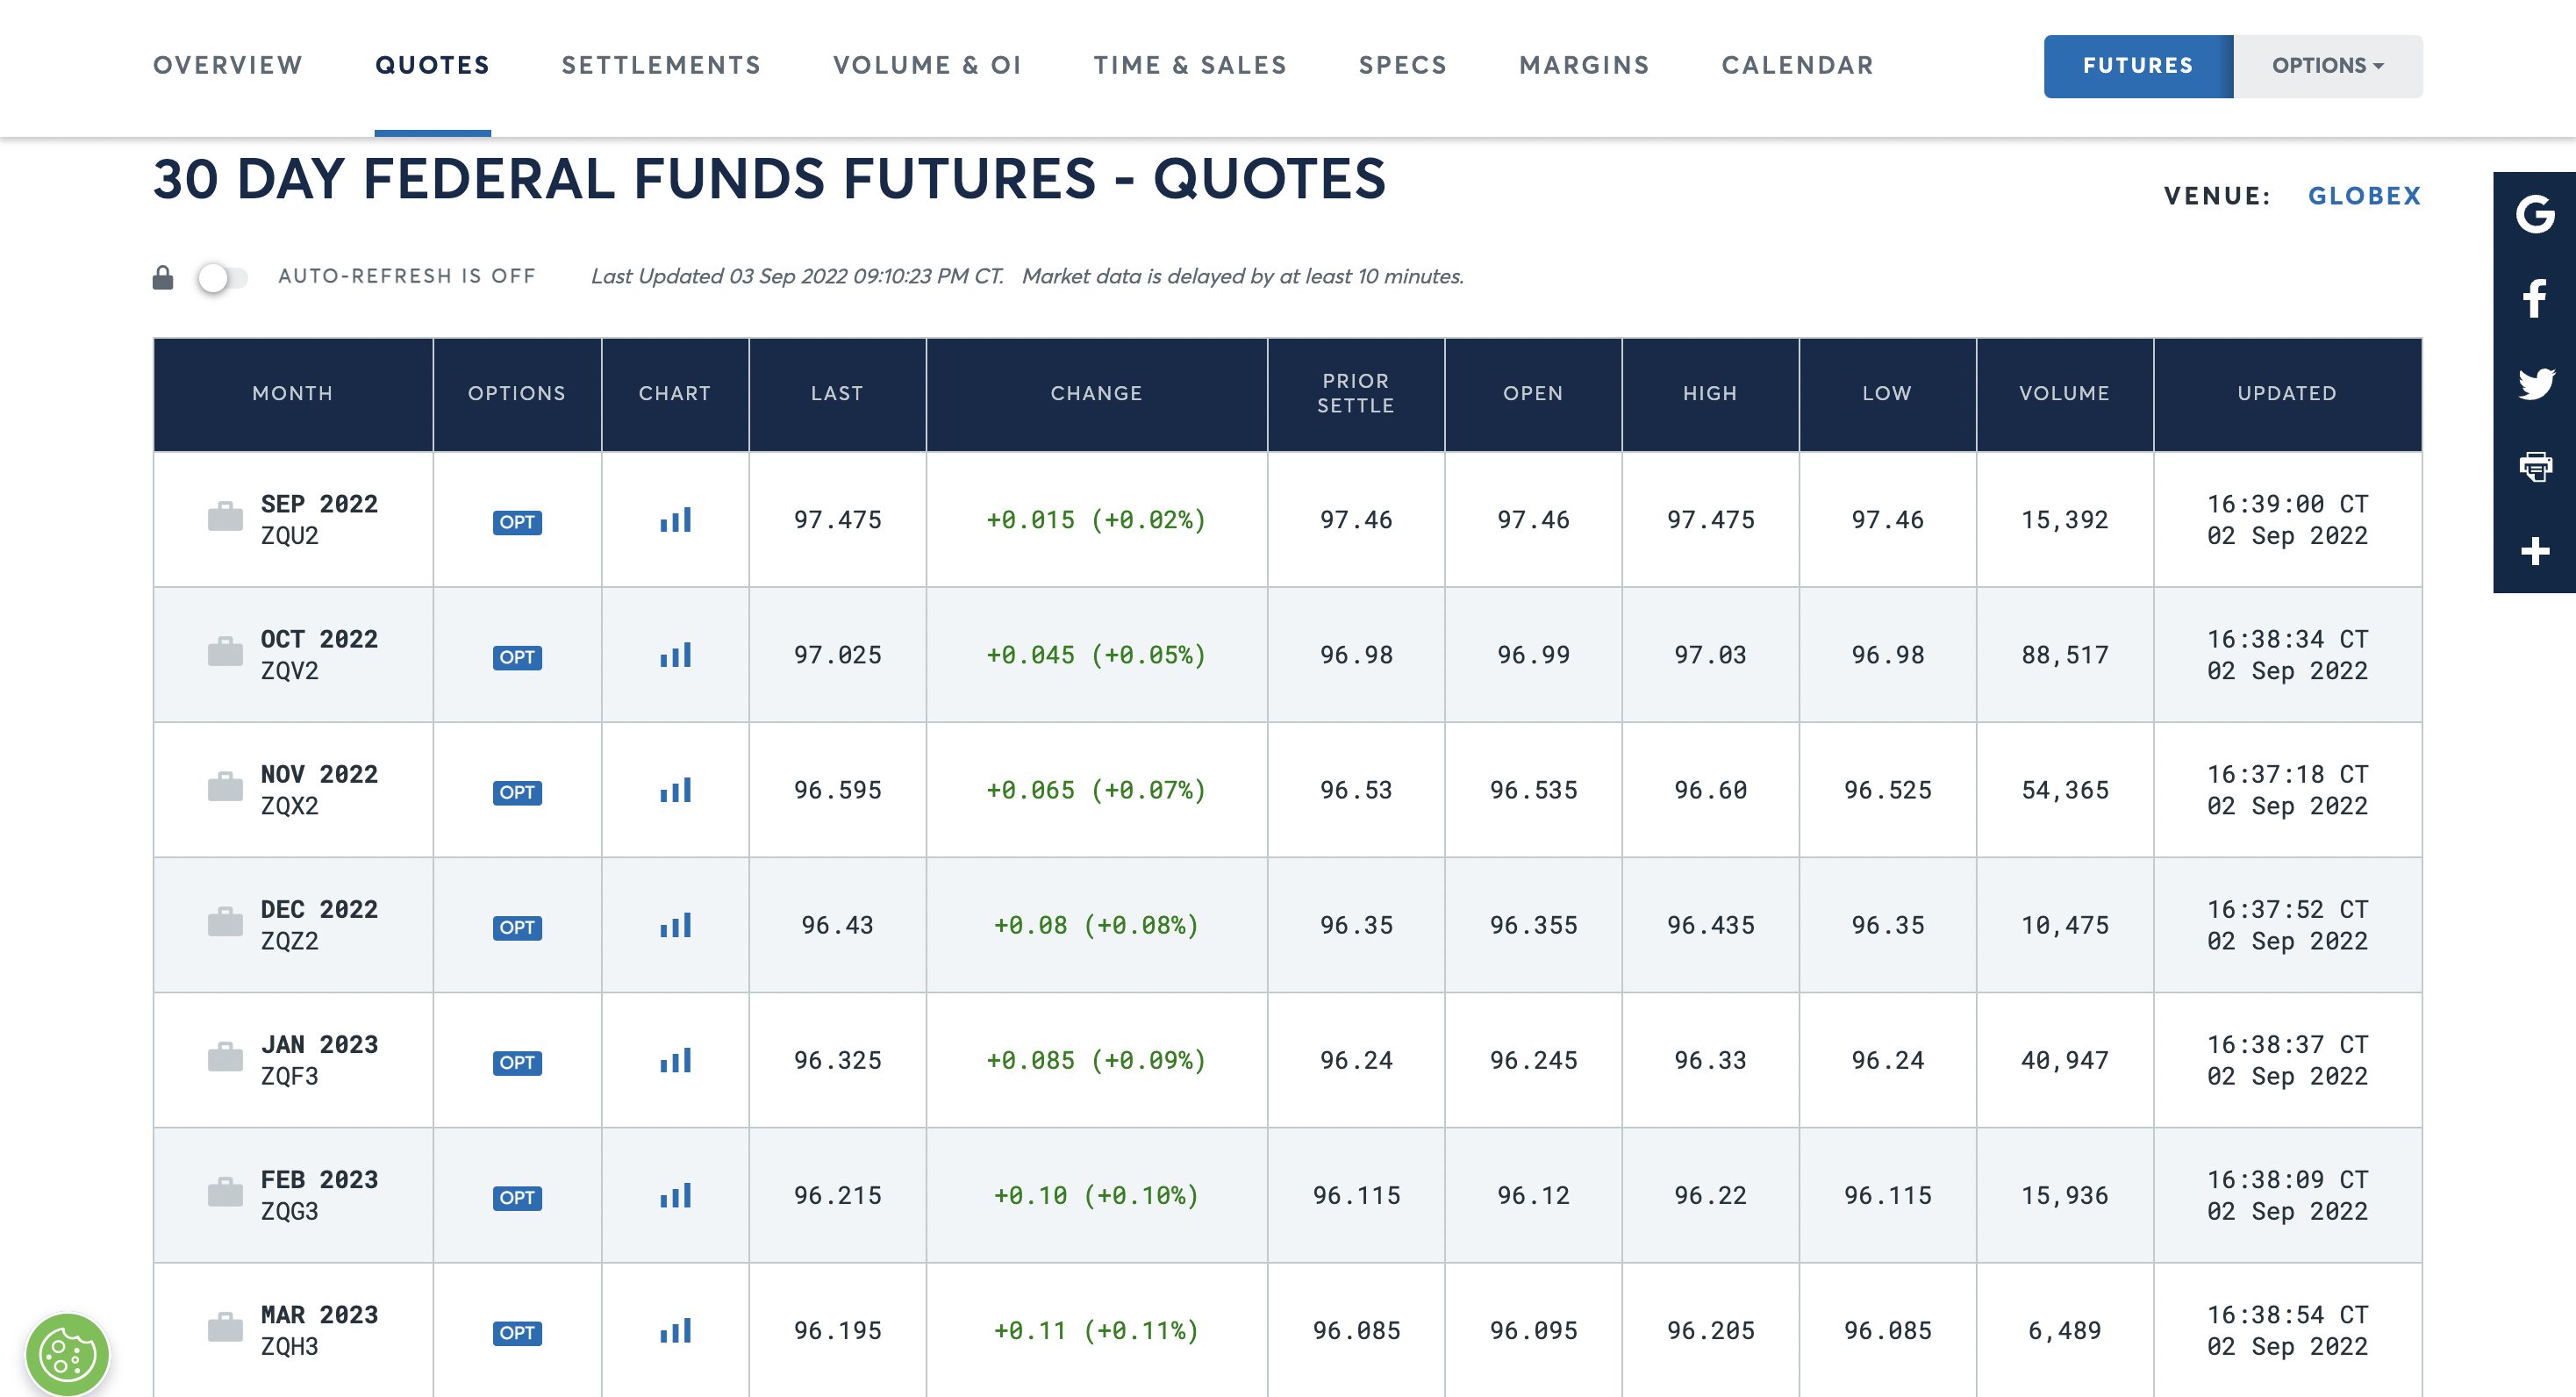 OVERVIEW QUOTES SETTLEMENTS VOLUME & OI TIME & SALES SPECS MARGINS CALENDAR FUTURES OPTIONS
30 DAY FEDERAL FUNDS FUTURES - QUOTES
VENUE: GLOBEX
AUTO-REFRESH IS OFF Last Updated 03 Sep 2022 09:10:23 PM CT. Market data is delayed by at least 10 minutes.
MONTH OPTIONS CHART LAST CHANGE PRIOR SETTLE OPEN HIGH LOW VOLUME UPDATED
SEP 2022 ZQU2 OPT 97.475 +0.015 (+0.02%) 97.46 97.46 97.475 97.46 15,392 16:39:00 CT 02 Sep 2022
OCT 2022 ZQV2 OPT 97.025 +0.045 (+0.05%) 96.98 96.99 97.03 96.98 88,517 16:38:34 CT 02 Sep 2022
NOV 2022 ZQX2 OPT 96.595 +0.065 (+0.07%) 96.53 96.535 96.60 96.525 54,365 16:37:18 CT 02 Sep 2022
DEC 2022 ZQZ2 OPT 96.43 +0.08 (+0.08%) 96.35 96.355 96.435 96.35 10,475 16:37:52 CT 02 Sep 2022
JAN 2023 ZQF3 OPT 96.325 +0.085 (+0.09%) 96.24 96.245 96.33 96.24 40,947 16:38:37 CT 02 Sep 2022
FEB 2023 ZQG3 OPT 96.215 +0.10 (+0.10%) 96.115 96.12 96.22 96.115 15,936 16:38:09 CT 02 Sep 2022
MAR 2023 ZQH3 OPT 96.195 +0.11 (+0.11%) 96.085 96.095 96.205 96.085 6,489 16:38:54 CT 02 Sep 2022